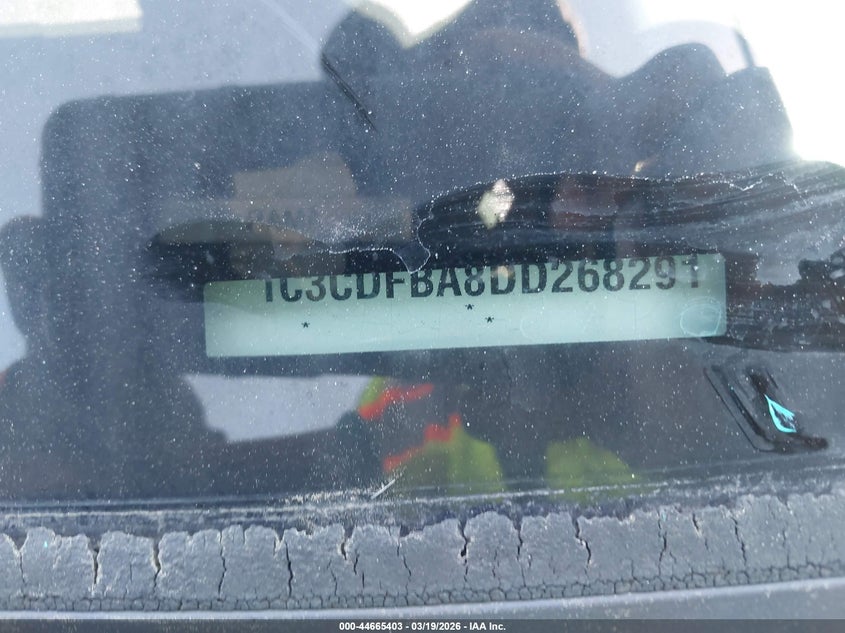 1C3CDFBA8DD268291
* * *
000-44665403 - 03/19/2026 - IAA Inc.